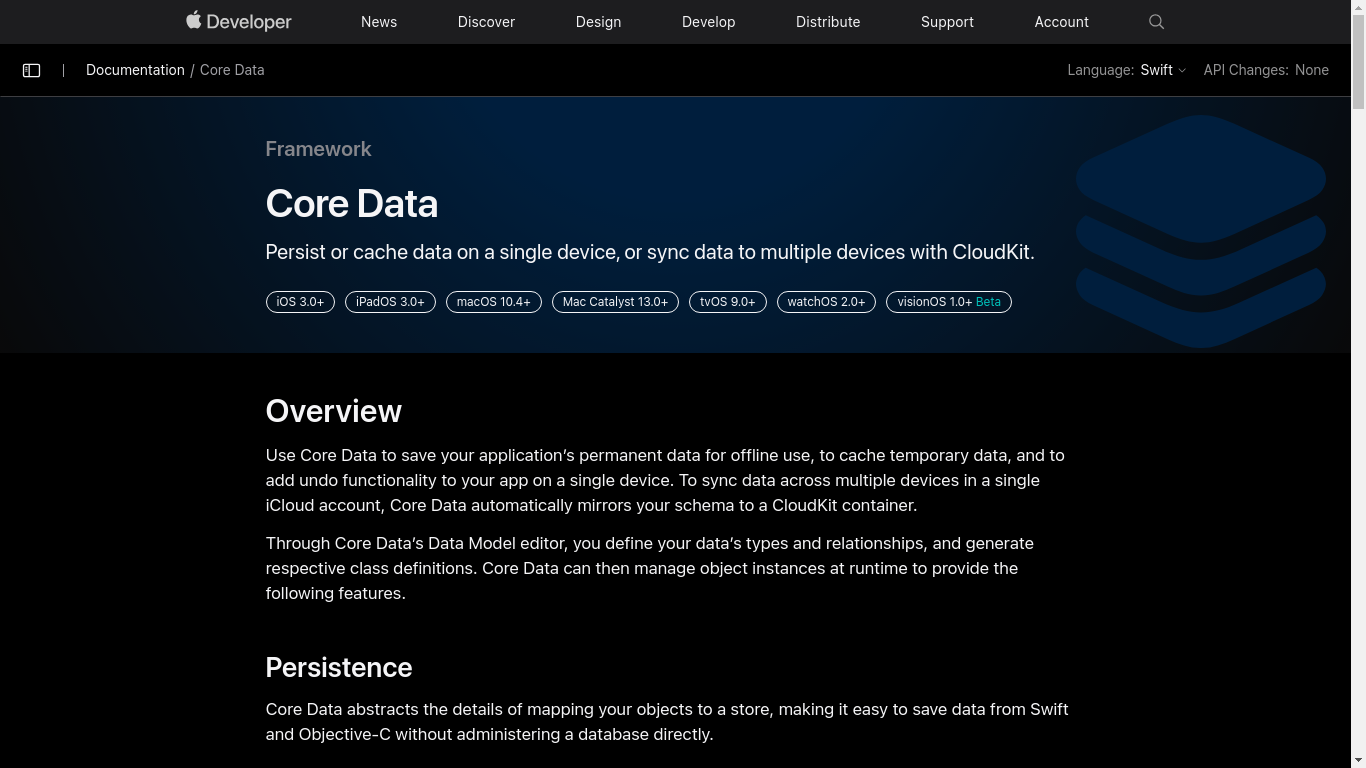 Developer News Discover Design Develop Distribute Support Account
Documentation / Core Data Language: Swift API Changes: None
Framework
Core Data
Persist or cache data on a single device, or sync data to multiple devices with CloudKit.
iOS 3.0+ iPadOS 3.0+ macOS 10.4+ Mac Catalyst 13.0+ tvOS 9.0+ watchOS 2.0+ visionOS 1.0+ Beta
Overview
Use Core Data to save your application’s permanent data for offline use, to cache temporary data, and to
add undo functionality to your app on a single device. To sync data across multiple devices in a single
iCloud account, Core Data automatically mirrors your schema to a CloudKit container.
Through Core Data’s Data Model editor, you define your data’s types and relationships, and generate
respective class definitions. Core Data can then manage object instances at runtime to provide the
following features.
Persistence
Core Data abstracts the details of mapping your objects to a store, making it easy to save data from Swift
and Objective-C without administering a database directly.